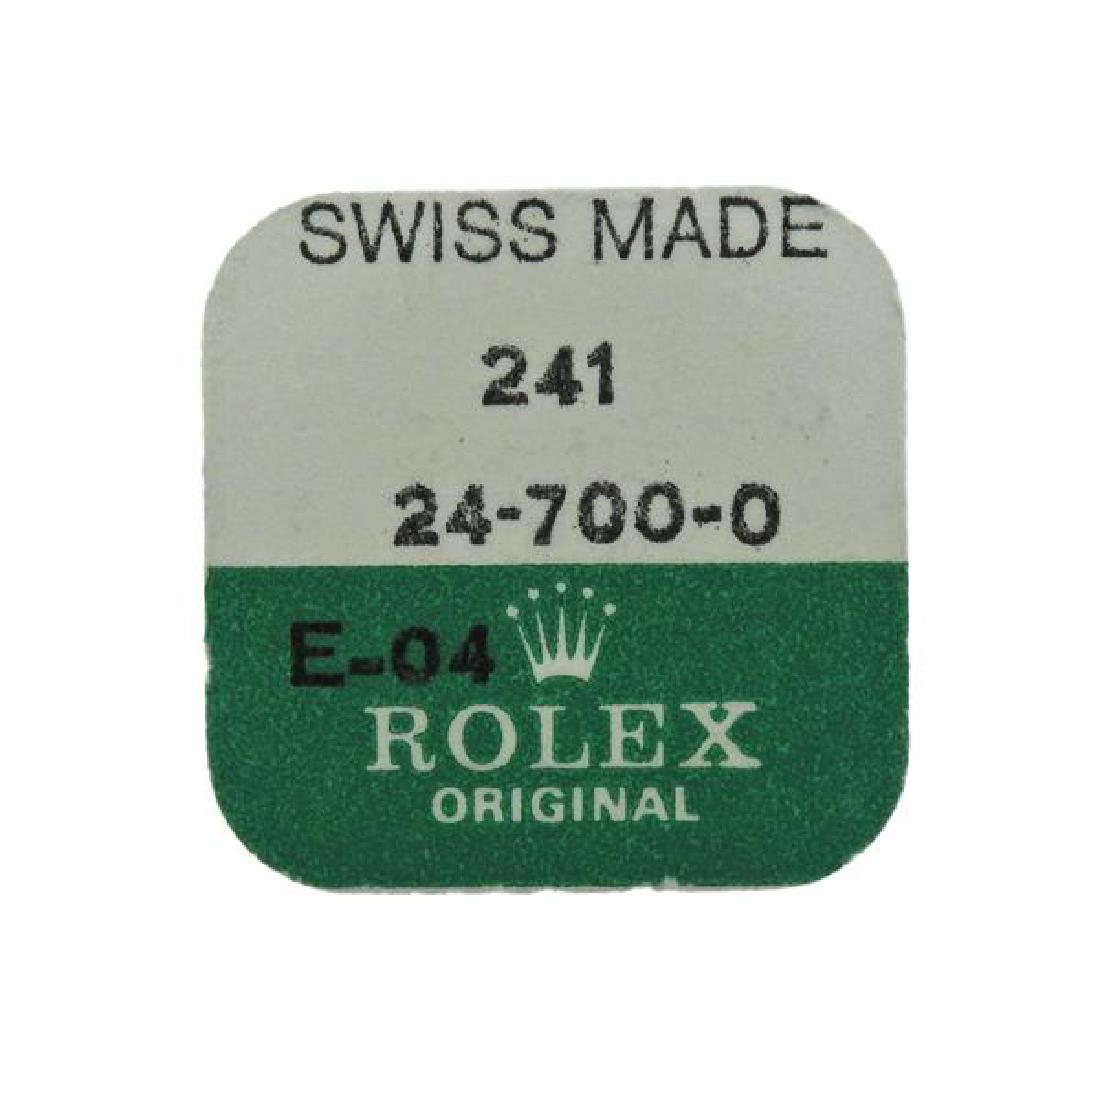 SWISS MADE
241
24-700-0
E-04
ROLEX
ORIGINAL